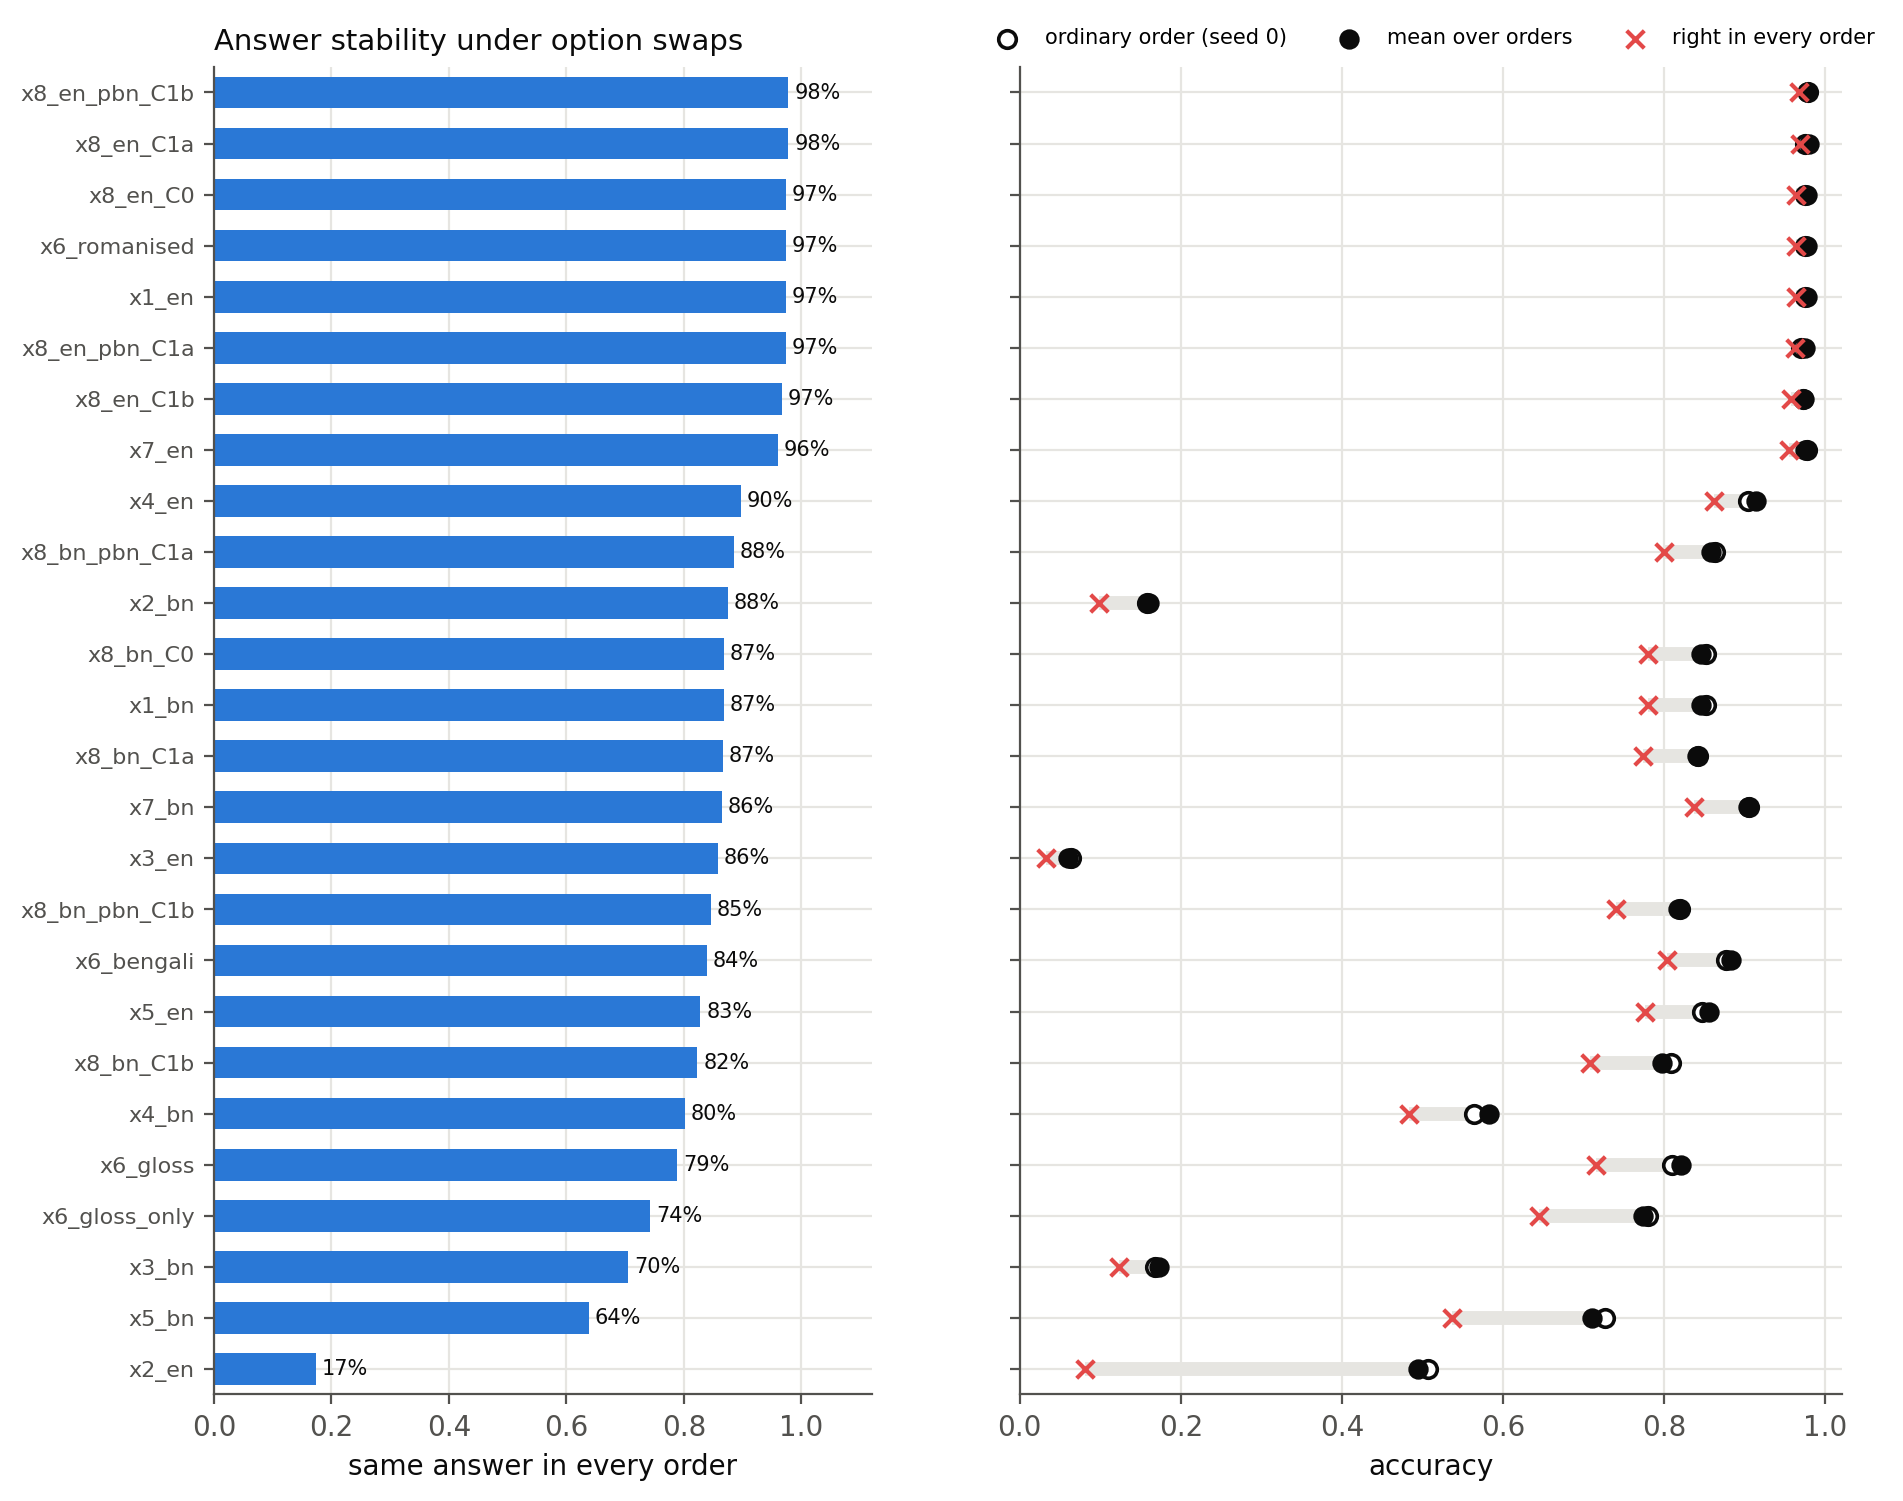 Answer stability under option swaps
ordinary order (seed 0)
mean over orders
right in every order
x8_en_pbn_C1b
98%
x8_en_C1a
98%
x8_en_C0
97%
x6_romanised
97%
x1_en
97%
x8_en_pbn_C1a
97%
x8_en_C1b
97%
x7_en
96%
x4_en
90%
x8_bn_pbn_C1a
88%
x2_bn
88%
x8_bn_C0
87%
x1_bn
87%
x8_bn_C1a
87%
x7_bn
86%
x3_en
86%
x8_bn_pbn_C1b
85%
x6_bengali
84%
x5_en
83%
x8_bn_C1b
82%
x4_bn
80%
x6_gloss
79%
x6_gloss_only
74%
x3_bn
70%
x5_bn
64%
x2_en
17%
0.0 0.2 0.4 0.6 0.8 1.0
same answer in every order
0.0 0.2 0.4 0.6 0.8 1.0
accuracy